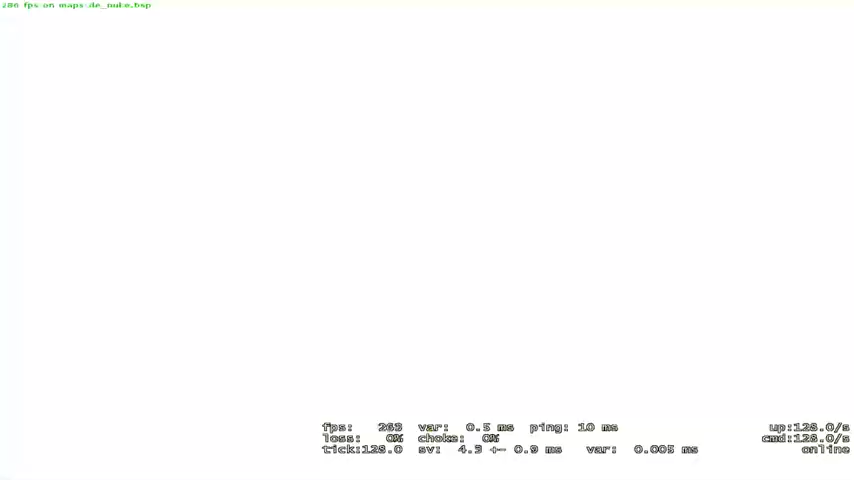 286 fps on maps/de_nuke.bsp
fps: 263 var: 0.5 ms ping: 10 ms up:128.0/s
loss: 0% choke: 0% cmd:128.0/s
tick:128.0 sv: 4.3 +- 0.9 ms var: 0.005 ms online